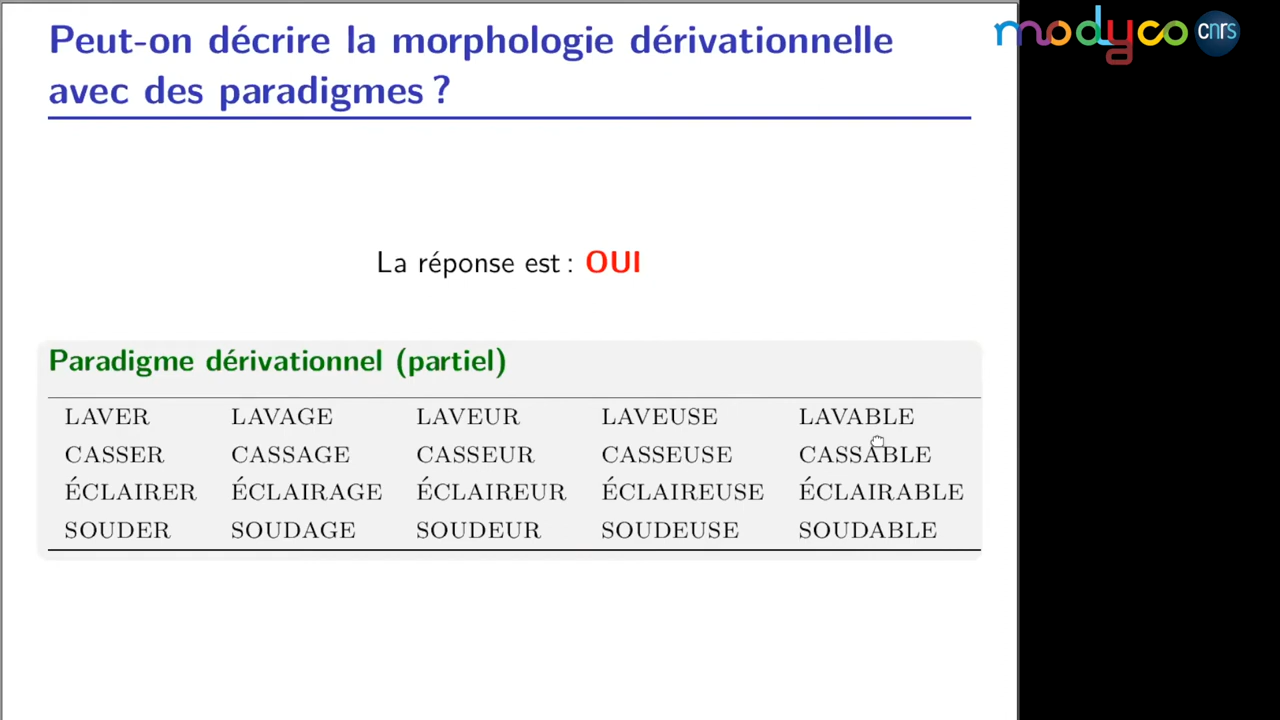 Peut-on décrire la morphologie dérivationnelle
avec des paradigmes ?
modyco cnrs
La réponse est : OUI
Paradigme dérivationnel (partiel)
LAVER LAVAGE LAVEUR LAVEUSE LAVABLE
CASSER CASSAGE CASSEUR CASSEUSE CASSABLE
ÉCLAIRER ÉCLAIRAGE ÉCLAIREUR ÉCLAIREUSE ÉCLAIRABLE
SOUDER SOUDAGE SOUDEUR SOUDEUSE SOUDABLE